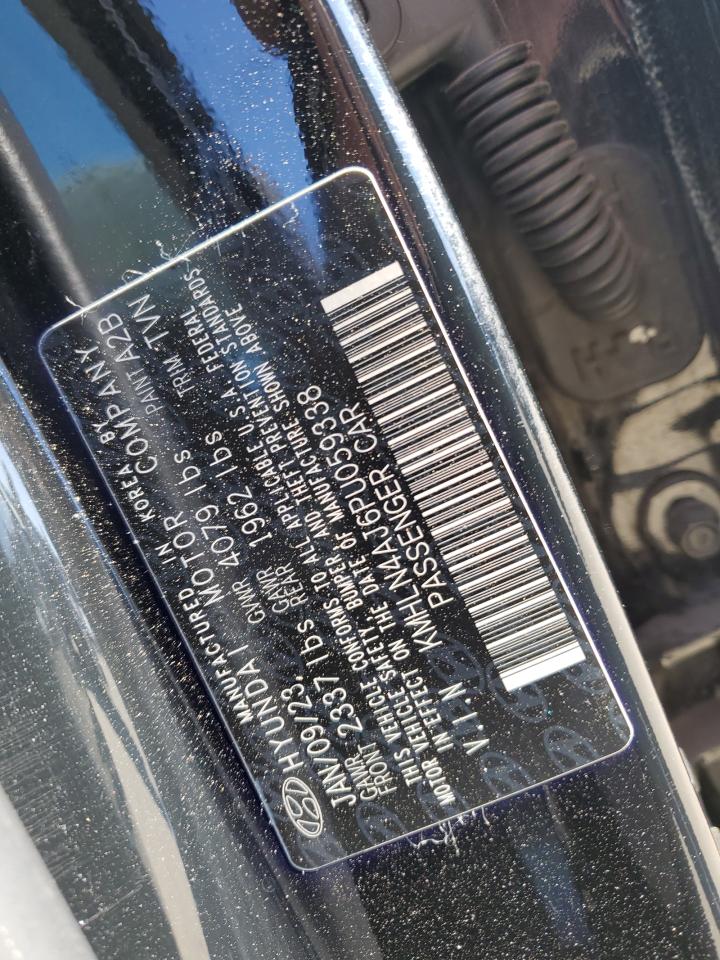 MANUFACTURED IN KOREA BY
HYUNDAI MOTOR COMPANY
JAN/09/23, GVWR 4079 lbs PAINT A2B
GAWR FRONT 2337 lbs GAWR REAR 1962 lbs TRIM TVN
THIS VEHICLE CONFORMS TO ALL APPLICABLE U.S.A FEDERAL
MOTOR VEHICLE SAFETY, BUMPER AND THEFT PREVENTION STANDARDS
IN EFFECT ON THE DATE OF MANUFACTURE SHOWN ABOVE
V.I.N KMHLN4AJ6PU059338
PASSENGER CAR